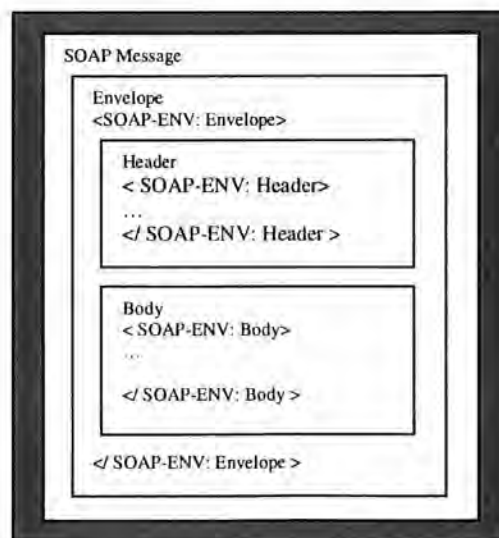 SOAP Message
Envelope
<SOAP-ENV: Envelope>
Header
< SOAP-ENV: Header>
...
</ SOAP-ENV: Header >
Body
< SOAP-ENV: Body>
...
</ SOAP-ENV: Body >
</ SOAP-ENV: Envelope >